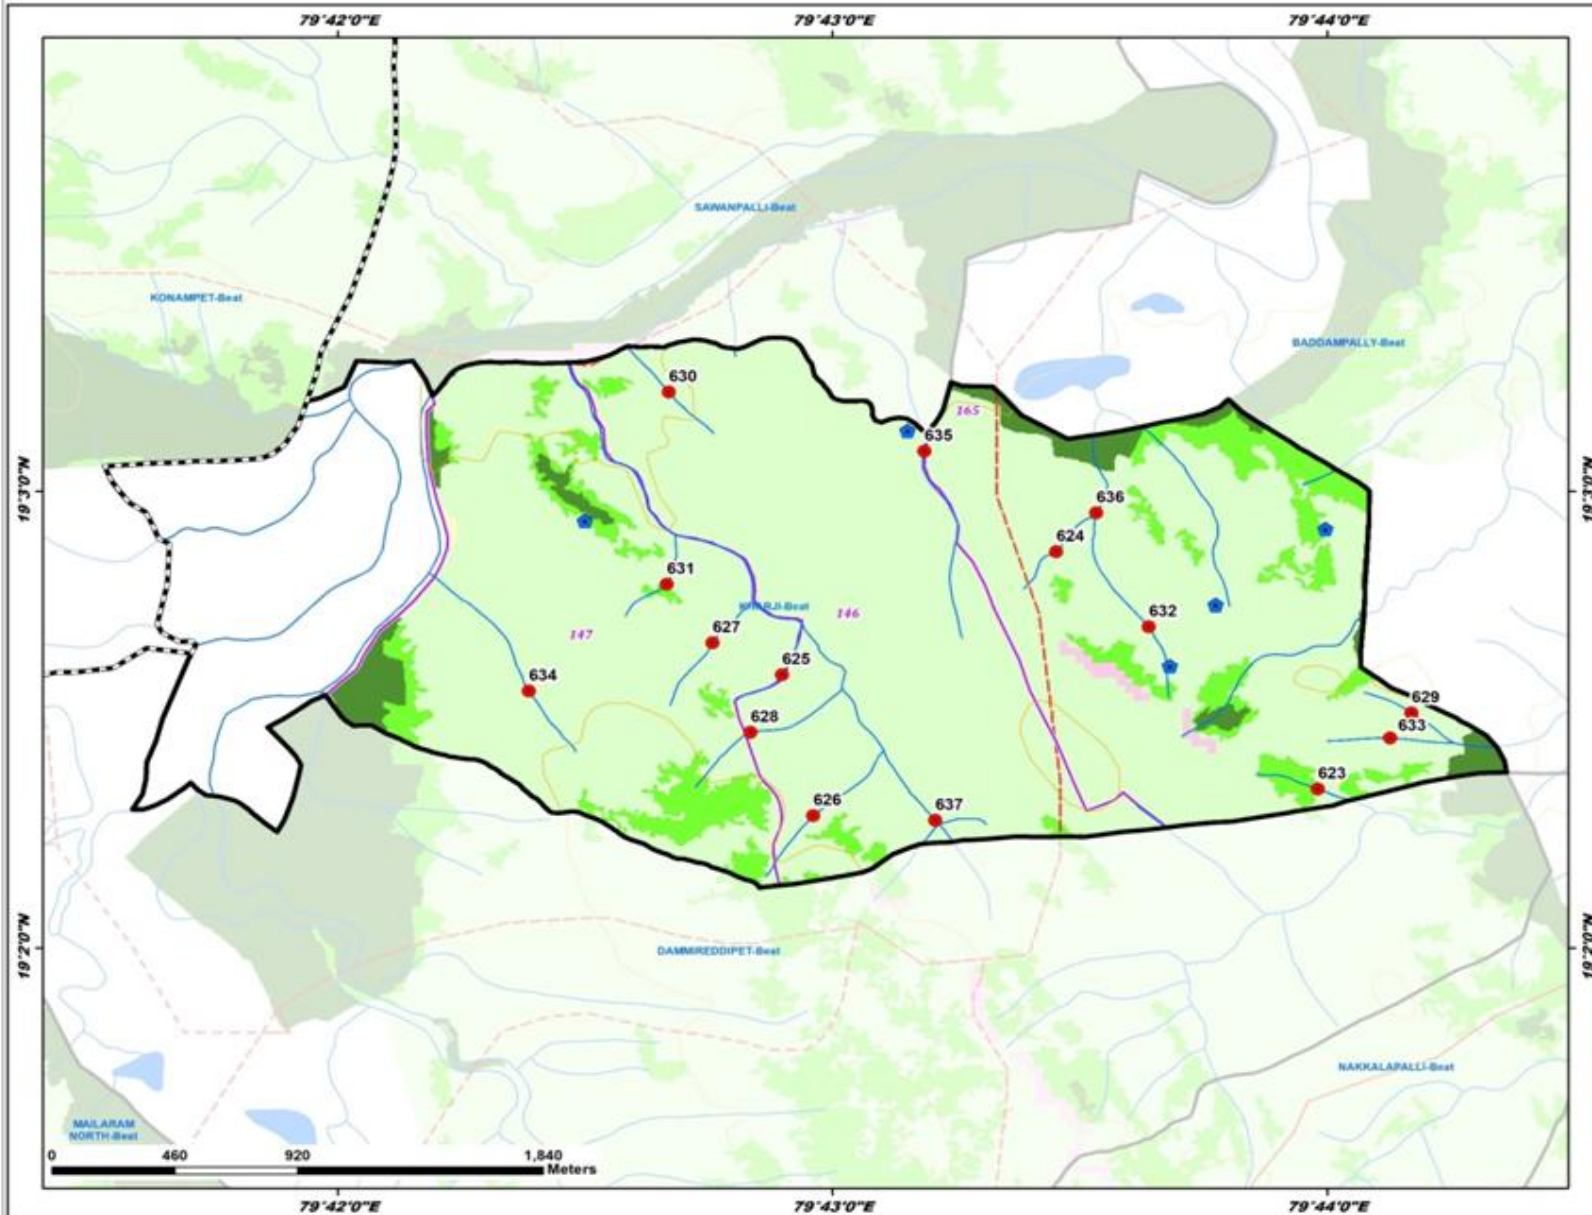 79°42'0"E 79°43'0"E 79°44'0"E
SAWANPALLI-Beat
KONAMPET-Beat
BADDAMPALLY-Beat
630
165
635
19°3'0"N 19°3'0"N
636
624
631
146
632
147
627
625
634
629
628
633
623
626
637
19°2'0"N 19°2'0"N
DAMMIREDDIPET-Beat
NAKKALAPALLI-Beat
MAILARAM
NORTH-Beat
0 460 920 1,840
Meters
79°42'0"E 79°43'0"E 79°44'0"E